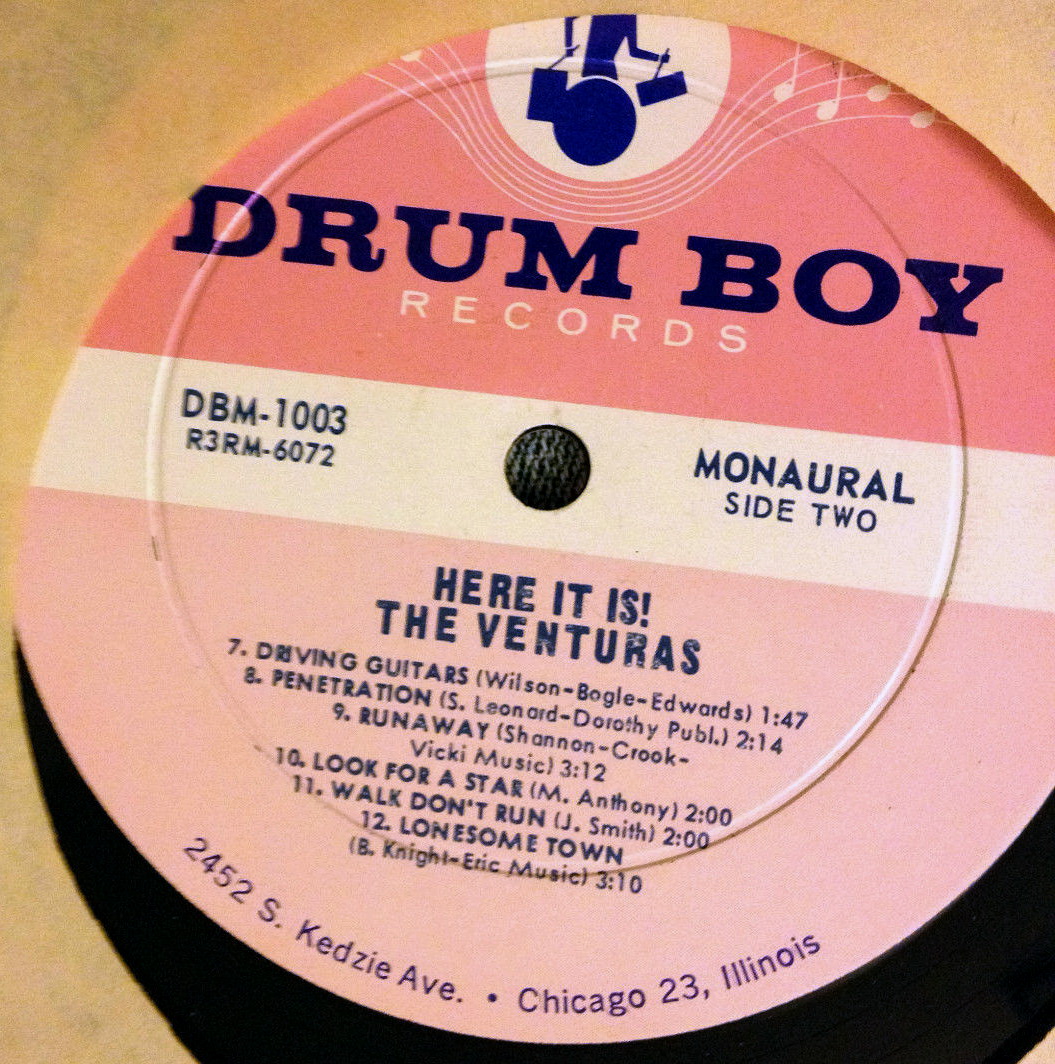 DRUM BOY
RECORDS
DBM-1003
R3RM-6072
MONAURAL
SIDE TWO
HERE IT IS!
THE VENTURAS
7. DRIVING GUITARS (Wilson-Bogle-Edwards) 1:47
8. PENETRATION (S. Leonard-Dorothy Publ.) 2:14
9. RUNAWAY (Shannon-Crook-
Vicki Music) 3:12
10. LOOK FOR A STAR (M. Anthony) 2:00
11. WALK DON'T RUN (J. Smith) 2:00
12. LONESOME TOWN
(B. Knight-Eric Music) 3:10
2452 S. Kedzie Ave. • Chicago 23, Illinois